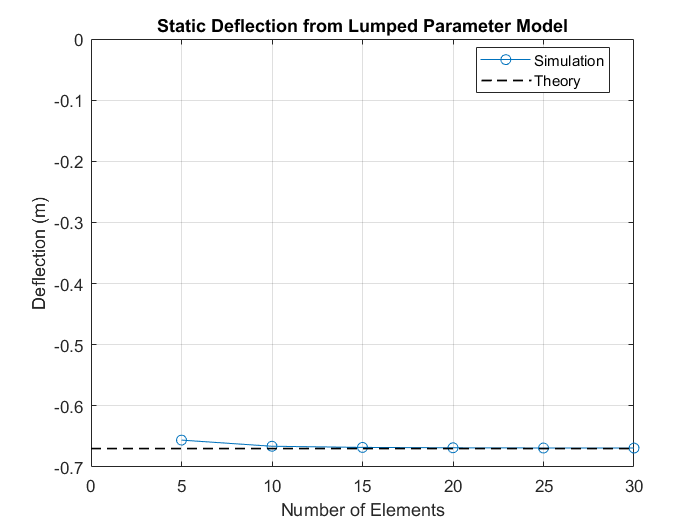 Static Deflection from Lumped Parameter Model
Simulation
Theory
Deflection (m)
0
-0.1
-0.2
-0.3
-0.4
-0.5
-0.6
-0.7
0 5 10 15 20 25 30
Number of Elements